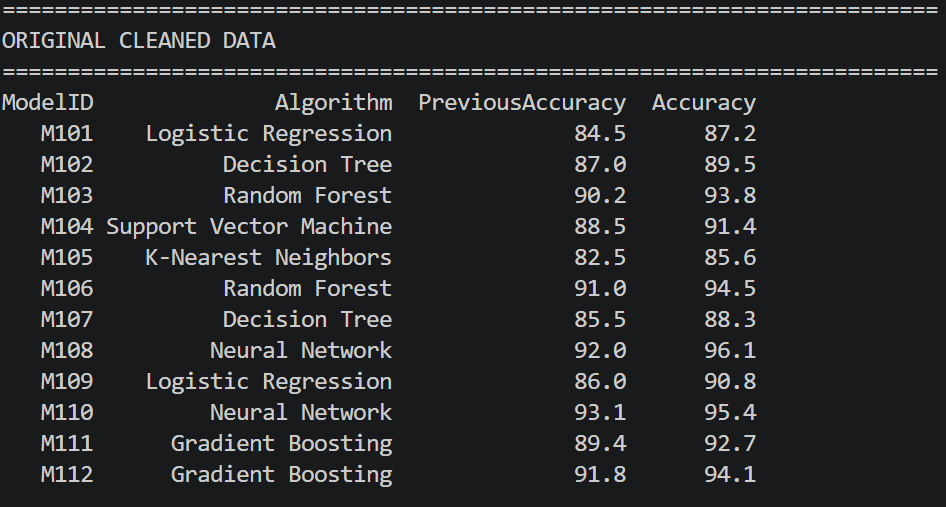 ========================================================================
ORIGINAL CLEANED DATA
========================================================================
ModelID Algorithm PreviousAccuracy Accuracy
M101 Logistic Regression 84.5 87.2
M102 Decision Tree 87.0 89.5
M103 Random Forest 90.2 93.8
M104 Support Vector Machine 88.5 91.4
M105 K-Nearest Neighbors 82.5 85.6
M106 Random Forest 91.0 94.5
M107 Decision Tree 85.5 88.3
M108 Neural Network 92.0 96.1
M109 Logistic Regression 86.0 90.8
M110 Neural Network 93.1 95.4
M111 Gradient Boosting 89.4 92.7
M112 Gradient Boosting 91.8 94.1